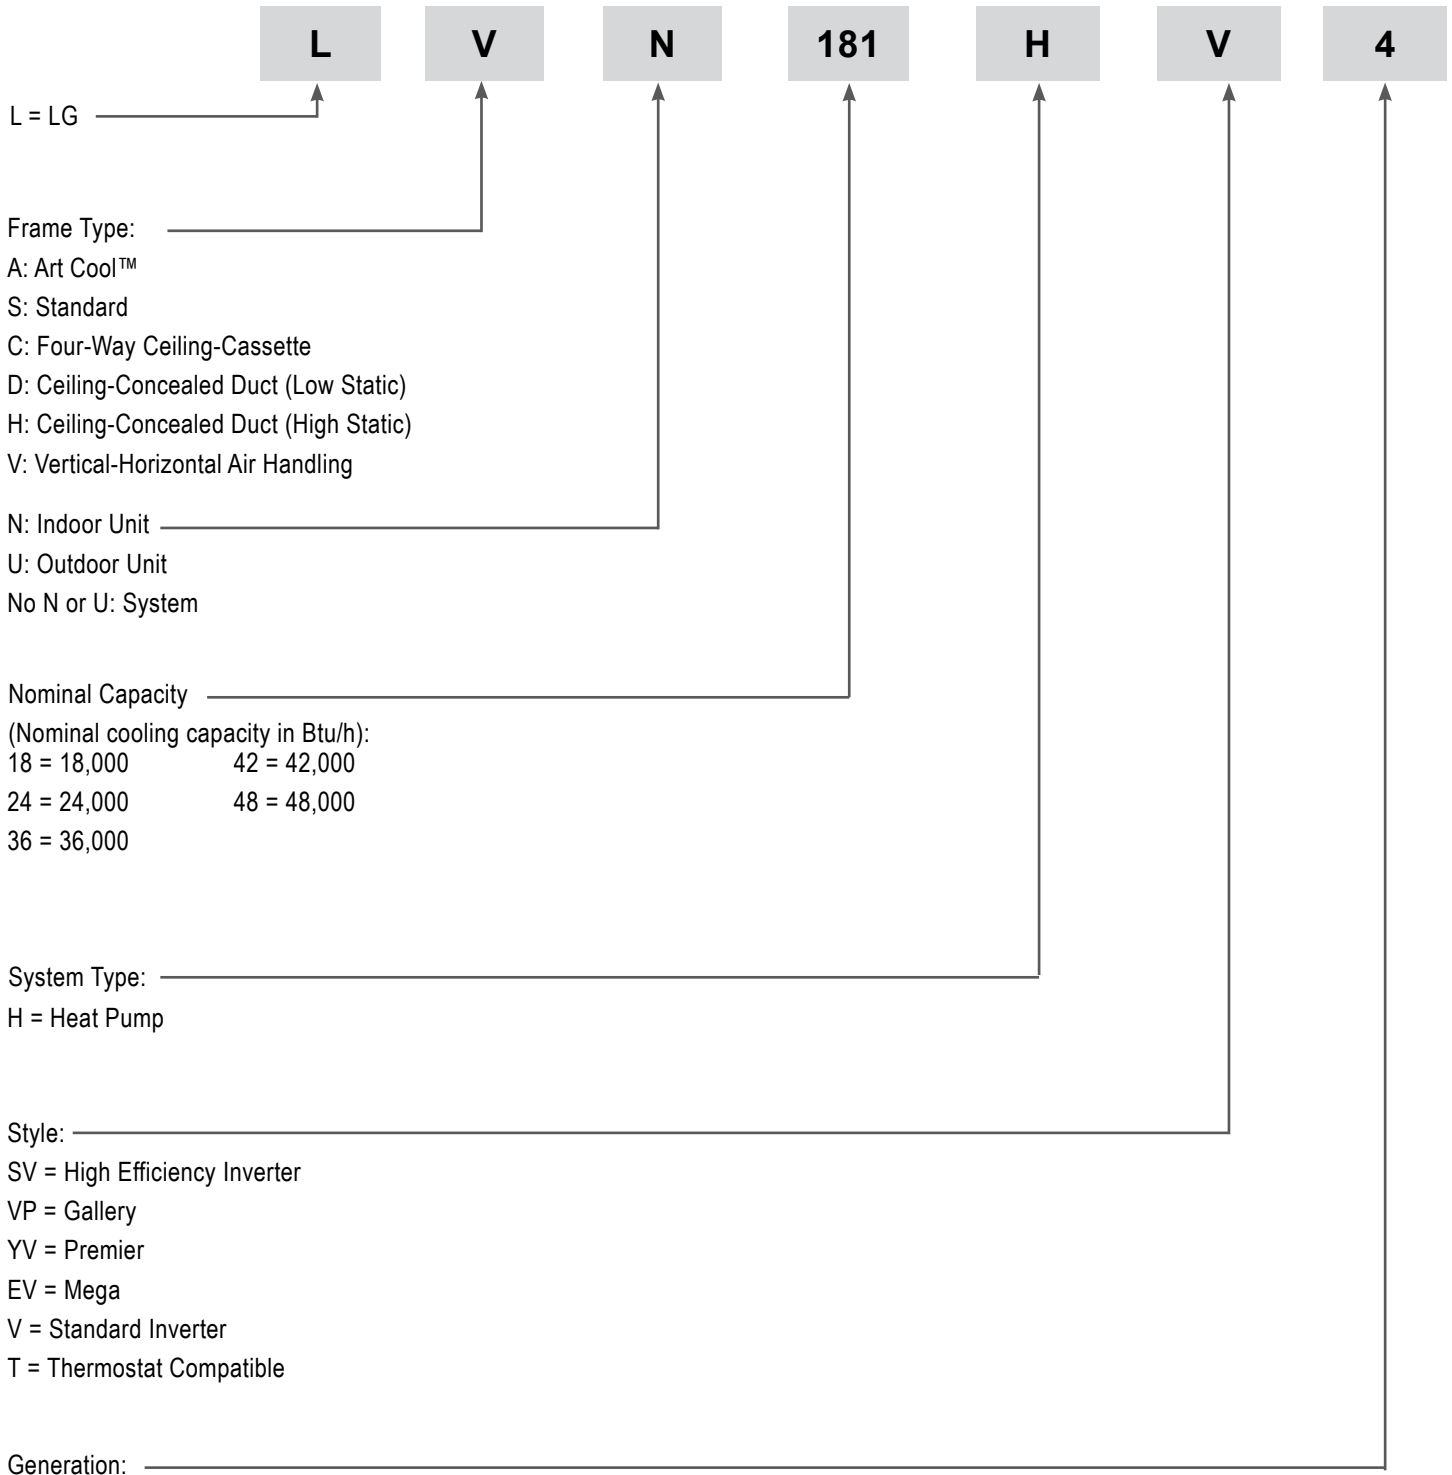 L V N 181 H V 4
L = LG
Frame Type:
A: Art Cool™
S: Standard
C: Four-Way Ceiling-Cassette
D: Ceiling-Concealed Duct (Low Static)
H: Ceiling-Concealed Duct (High Static)
V: Vertical-Horizontal Air Handling
N: Indoor Unit
U: Outdoor Unit
No N or U: System
Nominal Capacity
(Nominal cooling capacity in Btu/h):
18 = 18,000 42 = 42,000
24 = 24,000 48 = 48,000
36 = 36,000
System Type:
H = Heat Pump
Style:
SV = High Efficiency Inverter
VP = Gallery
YV = Premier
EV = Mega
V = Standard Inverter
T = Thermostat Compatible
Generation: